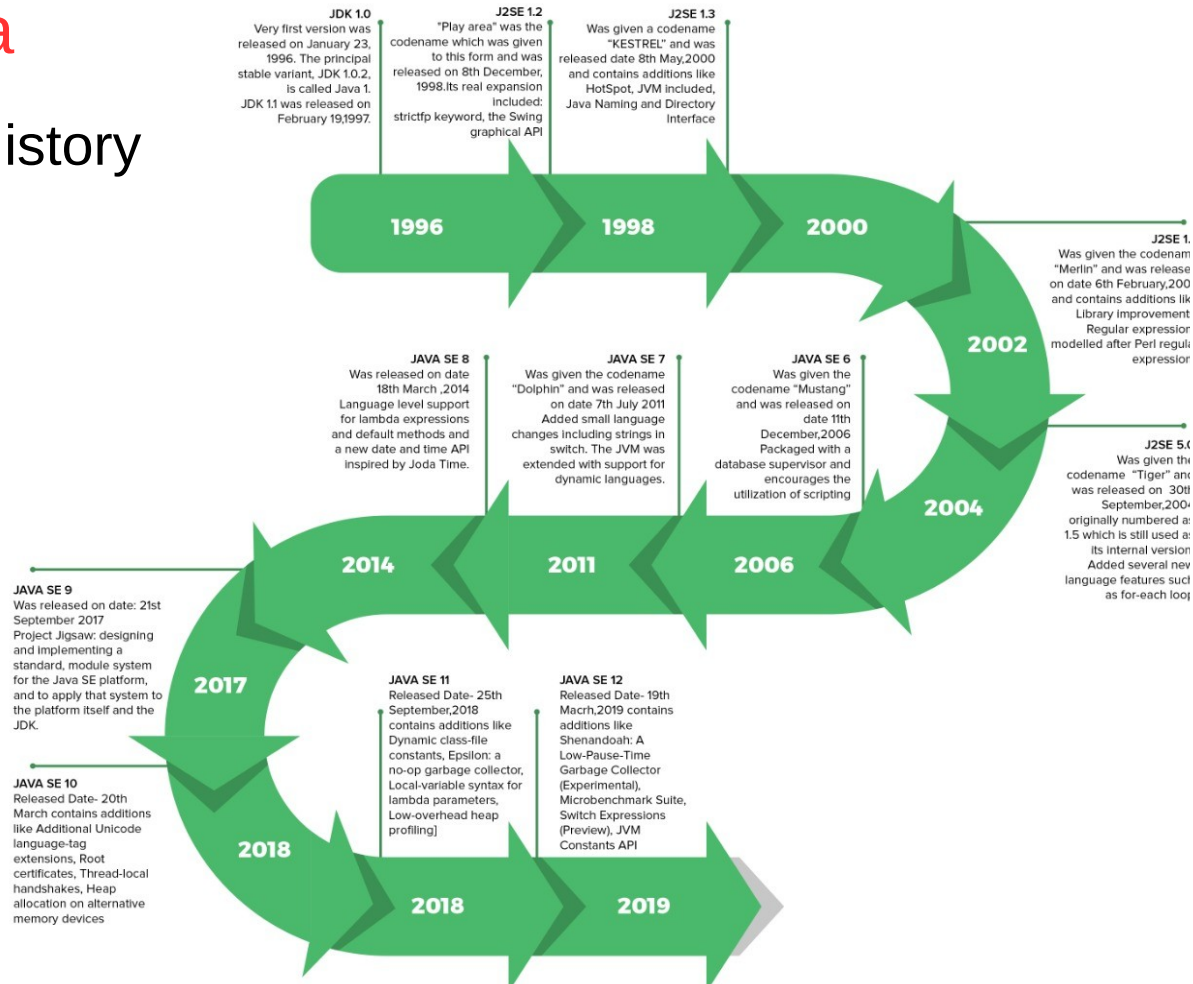 a
istory
JDK 1.0
Very first version was
released on January 23,
1996. The principal
stable variant, JDK 1.0.2,
is called Java 1.
JDK 1.1 was released on
February 19,1997.
J2SE 1.2
"Play area" was the
codename which was given
to this form and was
released on 8th December,
1998.Its real expansion
included:
strictfp keyword, the Swing
graphical API
J2SE 1.3
Was given a codename
"KESTREL" and was
released date 8th May,2000
and contains additions like
HotSpot, JVM included,
Java Naming and Directory
Interface
1996
1998
2000
J2SE 1.
Was given the codenam
"Merlin" and was release
on date 6th February,200
and contains additions lik
Library improvement
Regular expression
modelled after Perl regula
expression
2002
J2SE 5.0
Was given the
codename "Tiger" and
was released on 30th
September,2004
originally numbered as
1.5 which is still used as
its internal version
Added several new
language features such
as for-each loop
2004
JAVA SE 6
Was given the
codename “Mustang”
and was released on
date 11th
December,2006
Packaged with a
database supervisor and
encourages the
utilization of scripting
2006
JAVA SE 7
Was given the codename
“Dolphin” and was released
on date 7th July 2011
Added small language
changes including strings in
switch. The JVM was
extended with support for
dynamic languages.
2011
JAVA SE 8
Was released on date
18th March ,2014
Language level support
for lambda expressions
and default methods and
a new date and time API
inspired by Joda Time.
2014
JAVA SE 9
Was released on date: 21st
September 2017
Project Jigsaw: designing
and implementing a
standard, module system
for the Java SE platform,
and to apply that system to
the platform itself and the
JDK.
2017
JAVA SE 10
Released Date- 20th
March contains additions
like Additional Unicode
language-tag
extensions, Root
certificates, Thread-local
handshakes, Heap
allocation on alternative
memory devices
2018
JAVA SE 11
Released Date- 25th
September,2018
contains additions like
Dynamic class-file
constants, Epsilon: a
no-op garbage collector,
Local-variable syntax for
lambda parameters,
Low-overhead heap
profiling]
2018
JAVA SE 12
Released Date- 19th
Macrh,2019 contains
additions like
Shenandoah: A
Low-Pause-Time
Garbage Collector
(Experimental),
Microbenchmark Suite,
Switch Expressions
(Preview), JVM
Constants API
2019